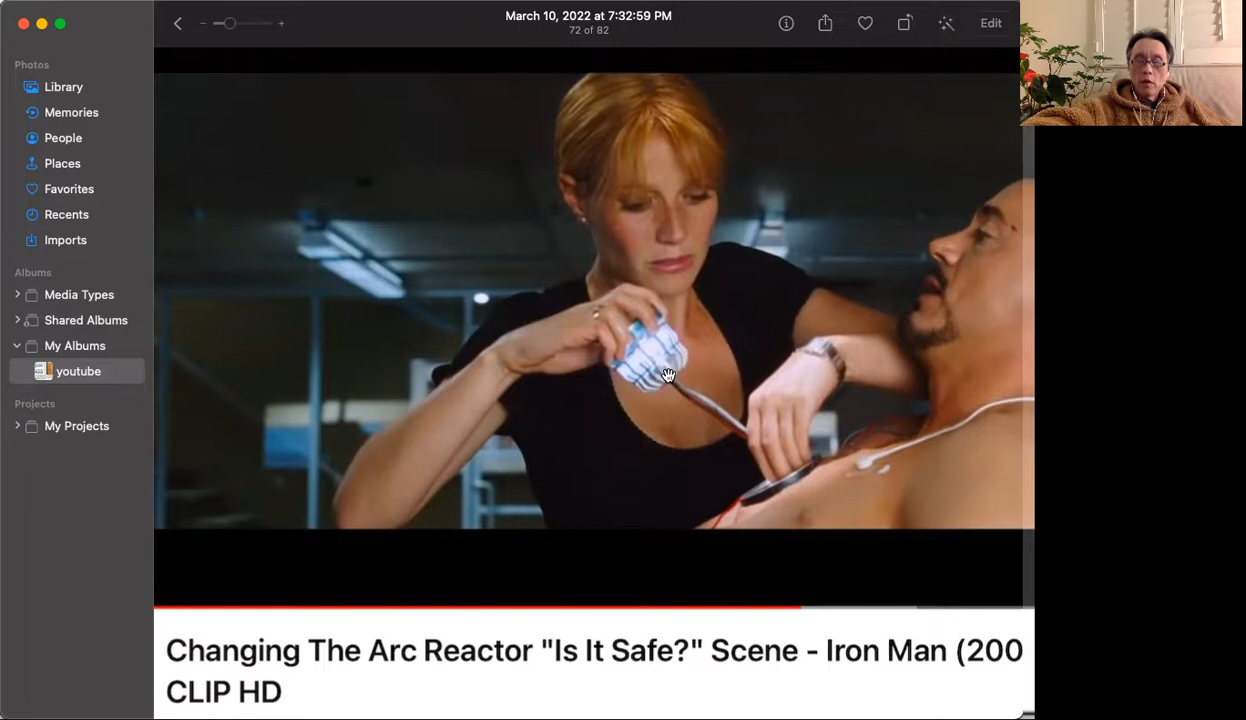 March 10, 2022 at 7:32:59 PM
72 of 82
Edit
Photos
Library
Memories
People
Places
Favorites
Recents
Imports
Albums
Media Types
Shared Albums
My Albums
youtube
Projects
My Projects
Changing The Arc Reactor "Is It Safe?" Scene - Iron Man (200
CLIP HD